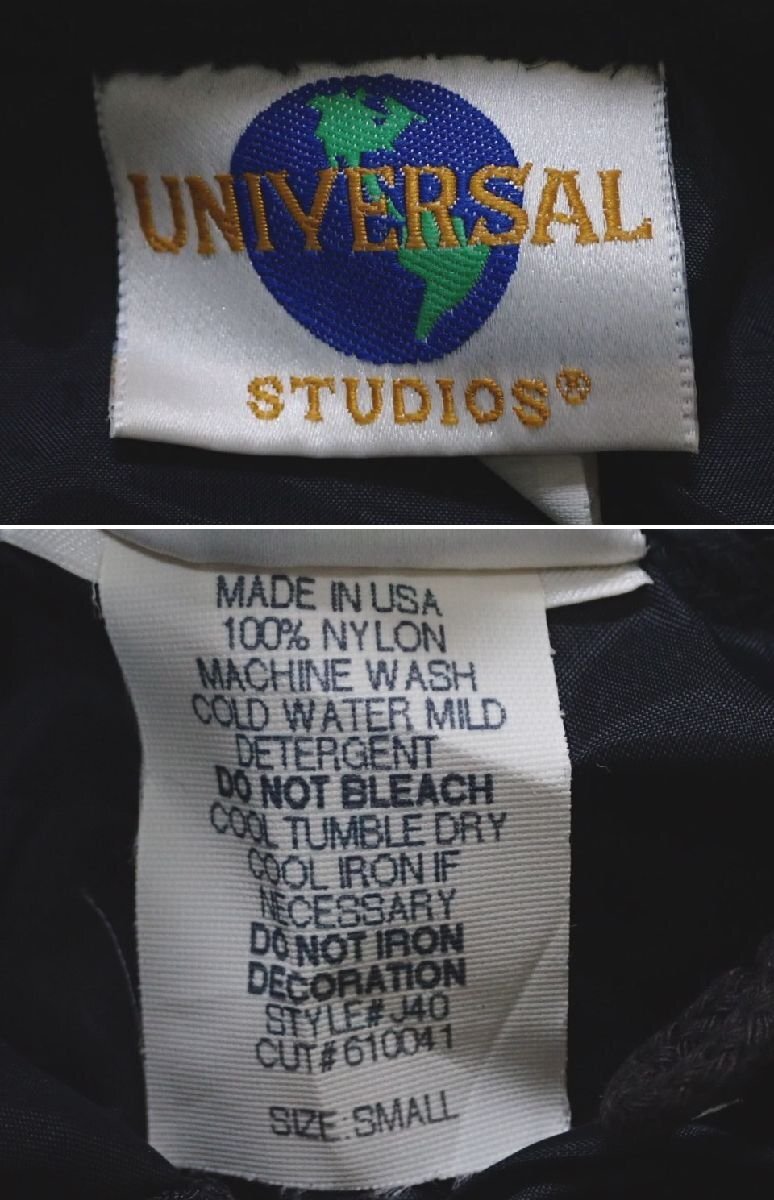 UNIVERSAL
STUDIOS®
MADE IN USA
100% NYLON
MACHINE WASH
COLD WATER MILD
DETERGENT
DO NOT BLEACH
COOL TUMBLE DRY
COOL IRON IF
NECESSARY
DO NOT IRON
DECORATION
STYLE# J40
CUT# 610041
SIZE: SMALL